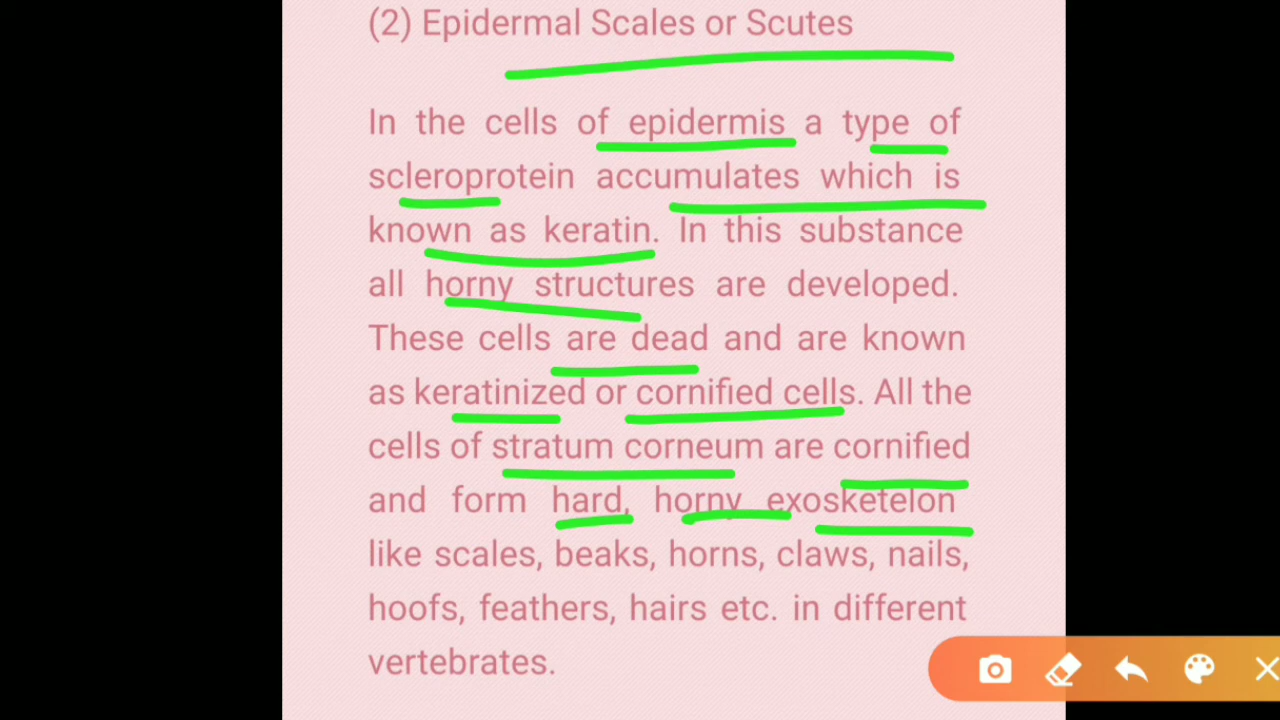 (2) Epidermal Scales or Scutes
In the cells of epidermis a type of
scleroprotein accumulates which is
known as keratin. In this substance
all horny structures are developed.
These cells are dead and are known
as keratinized or cornified cells. All the
cells of stratum corneum are cornified
and form hard, horny exosketelon
like scales, beaks, horns, claws, nails,
hoofs, feathers, hairs etc. in different
vertebrates.